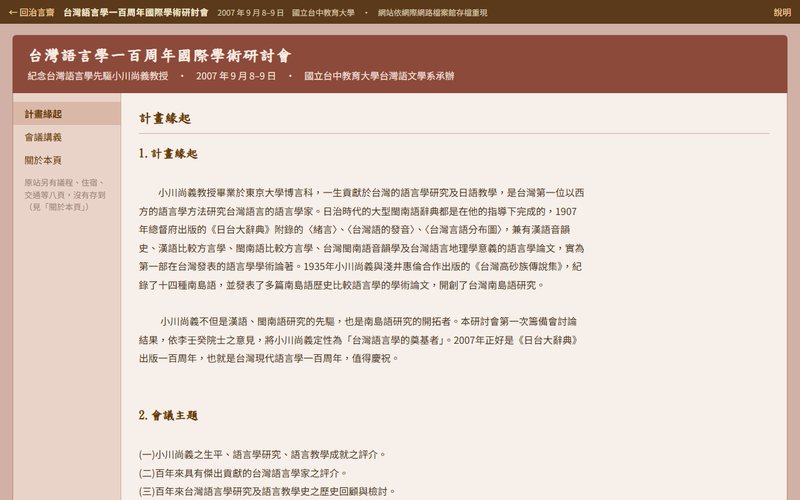 ← 回治言齋 台灣語言學一百周年國際學術研討會 2007 年 9 月 8–9 日 國立台中教育大學 · 網站依網際網路檔案館存檔重現 說明
台灣語言學一百周年國際學術研討會
紀念台灣語言學先驅小川尚義教授 · 2007 年 9 月 8–9 日 · 國立台中教育大學台灣語文學系承辦
計畫緣起
會議講義
關於本頁
原站另有議程、住宿、
交通等八頁，沒有存到
（見「關於本頁」）
計畫緣起
1. 計畫緣起
小川尚義教授畢業於東京大學博言科，一生貢獻於台灣的語言學研究及日語教學，是台灣第一位以西
方的語言學方法研究台灣語言的語言學家。日治時代的大型閩南語辭典都是在他的指導下完成的，1907
年總督府出版的《日台大辭典》附錄的〈緒言〉、〈台灣語的發音〉、〈台灣言語分布圖〉，兼有漢語音韻
史、漢語比較方言學、閩南語比較方言學、台灣閩南語音韻學及台灣語言地理學意義的語言學論文，實為
第一部在台灣發表的語言學學術論著。1935年小川尚義與淺井惠倫合作出版的《台灣高砂族傳說集》，紀
錄了十四種南島語，並發表了多篇南島語歷史比較語言學的學術論文，開創了台灣南島語研究。
小川尚義不但是漢語、閩南語研究的先驅，也是南島語研究的開拓者。本研討會第一次籌備會討論
結果，依李壬癸院士之意見，將小川尚義定性為「台灣語言學的奠基者」。2007年正好是《日台大辭典》
出版一百周年，也就是台灣現代語言學一百周年，值得慶祝。
2. 會議主題
(一)小川尚義之生平、語言學研究、語言教學成就之評介。
(二)百年來具有傑出貢獻的台灣語言學家之評介。
(三)百年來台灣語言學研究及語言教學史之歷史回顧與檢討。